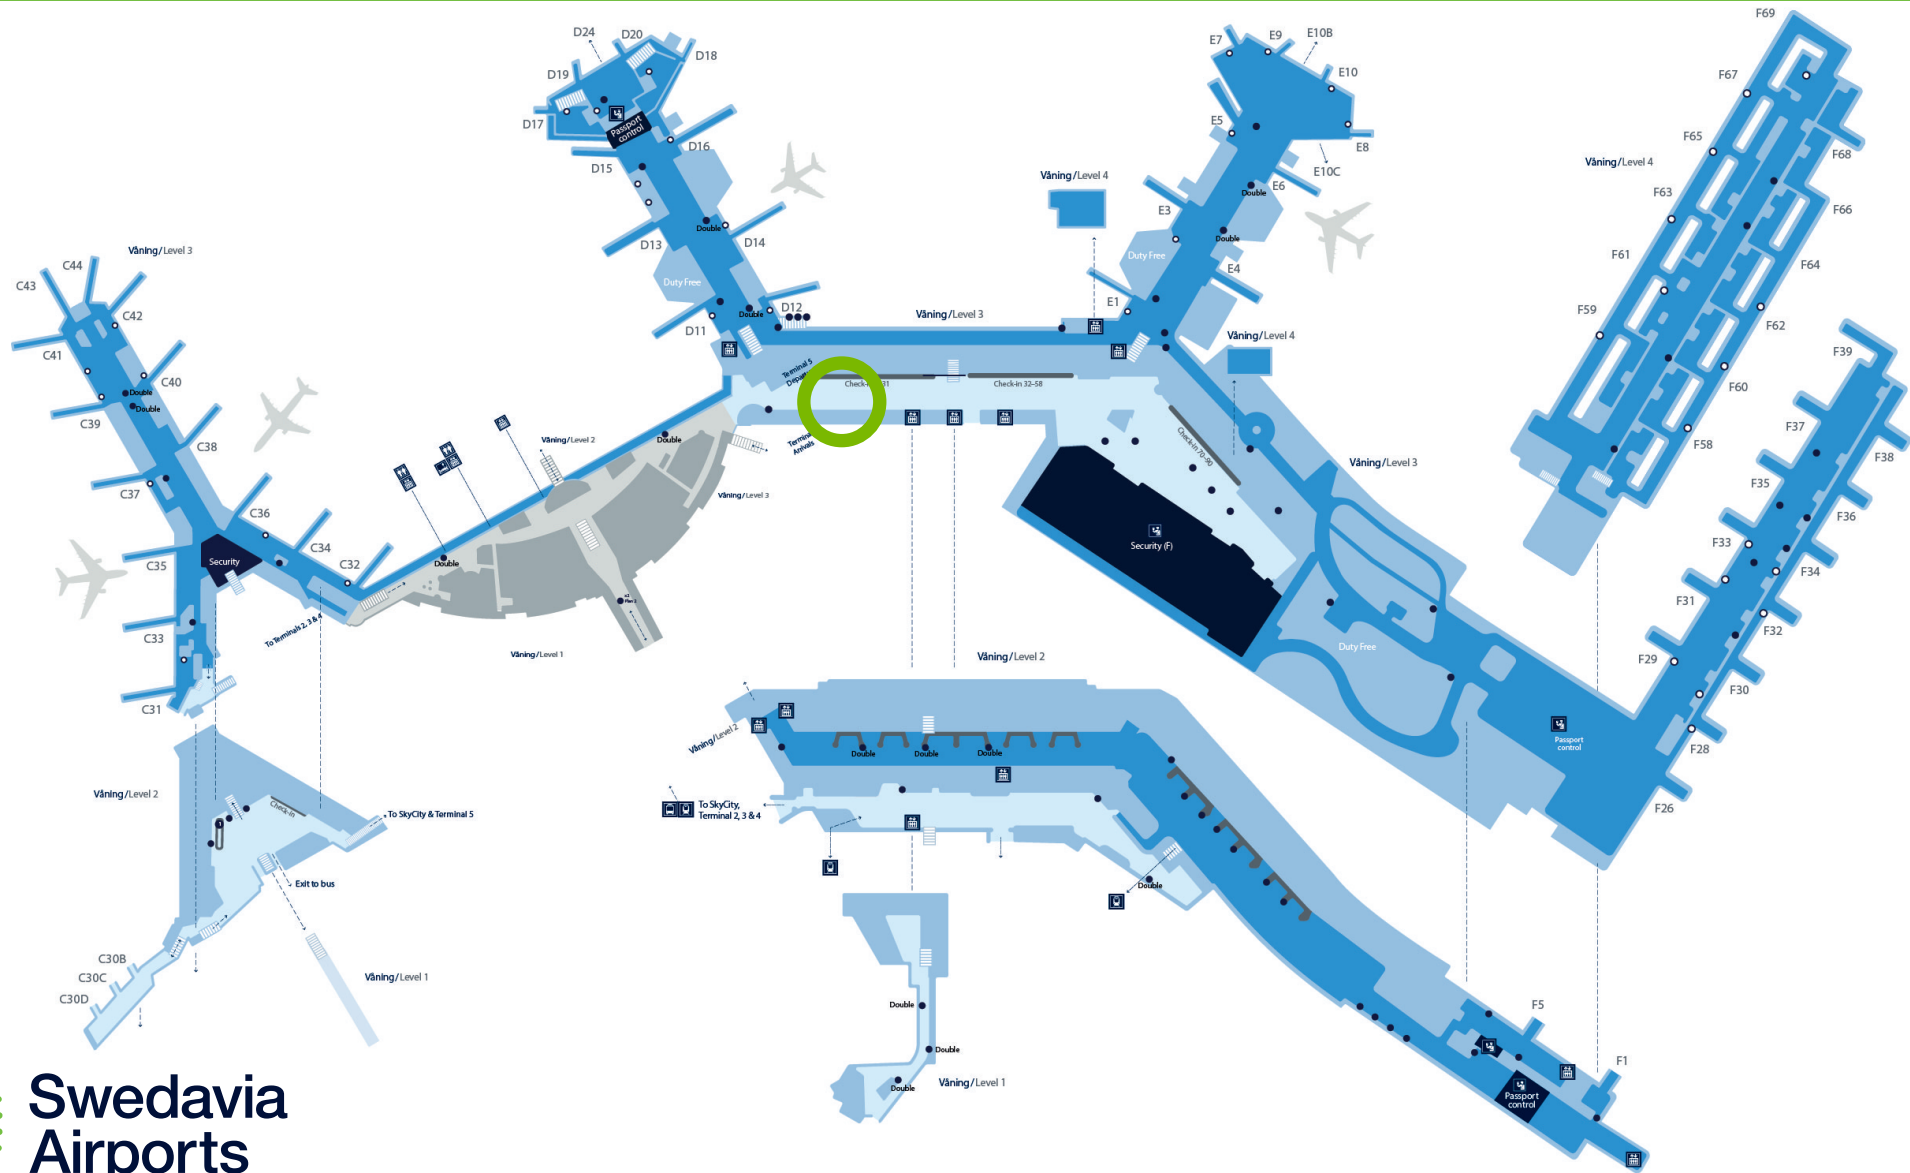 D24
D20
D18
D19
D17
Passport
control
D16
D15
Double
D13
D14
Duty Free
D12
Double
D11
E7
E9
E10B
E10
E5
E8
E10C
E6
Double
E3
Double
Duty Free
E4
E1
Våning/Level 4
Våning/Level 3
Våning/Level 4
F69
F67
F65
Våning/Level 4
F68
F63
F66
F61
F64
F59
F62
F60
F58
F39
F37
F38
F35
F36
F33
F34
F31
F32
F29
F30
F28
F26
Våning/Level 3
C44
C43
C42
C41
C40
Double
Double
C39
C38
C37
C36
C34
C35
Security
C32
C33
C31
To Terminals 2, 3 & 4
Våning/Level 2
Double
Double
Våning/Level 3
Våning/Level 1
Terminal 5
Check-in 32–58
Check-in 70–90
Arrivals
Våning/Level 3
Security (F)
Duty Free
Passport
control
Våning/Level 2
Våning/Level 2
Double
Double
Double
To SkyCity,
Terminal 2, 3 & 4
Double
Våning/Level 2
Check-in
To SkyCity & Terminal 5
Exit to bus
Våning/Level 1
C30B
C30C
C30D
Double
Double
Double
Våning/Level 1
F5
F1
Passport
control
Swedavia
Airports